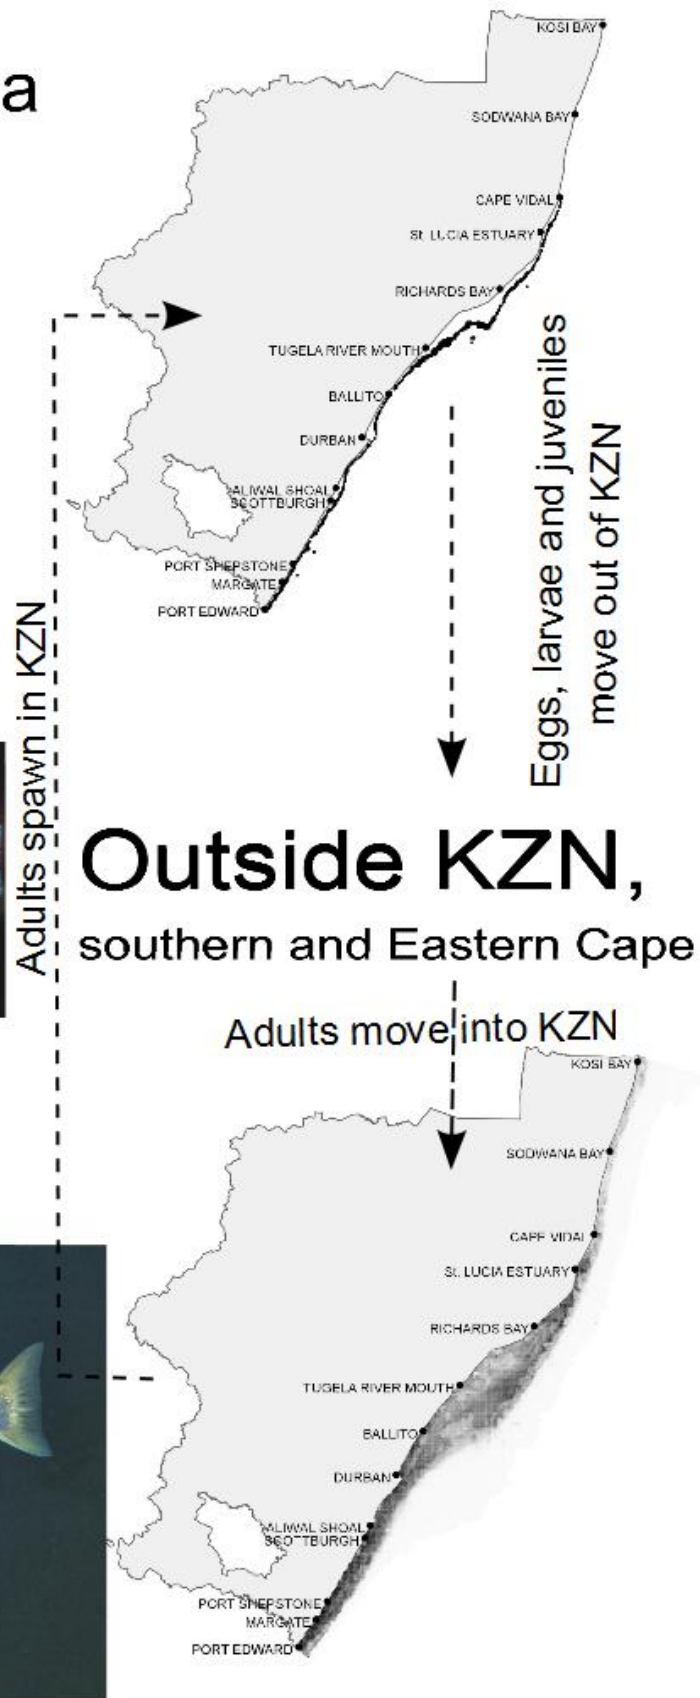 a
KOSI BAY
SODWANA BAY
CAPE VIDAL
St. LUCIA ESTUARY
RICHARDS BAY
TUGELA RIVER MOUTH
BALLITO
DURBAN
ALIWAL SHOAL
SCOTTBURGH
PORT SHEPSTONE
MARGATE
PORT EDWARD
Eggs, larvae and juveniles
move out of KZN
Adults spawn in KZN
Outside KZN,
southern and Eastern Cape
Adults move into KZN
KOSI BAY
SODWANA BAY
CAPE VIDAL
St. LUCIA ESTUARY
RICHARDS BAY
TUGELA RIVER MOUTH
BALLITO
DURBAN
ALIWAL SHOAL
SCOTTBURGH
PORT SHEPSTONE
MARGATE
PORT EDWARD